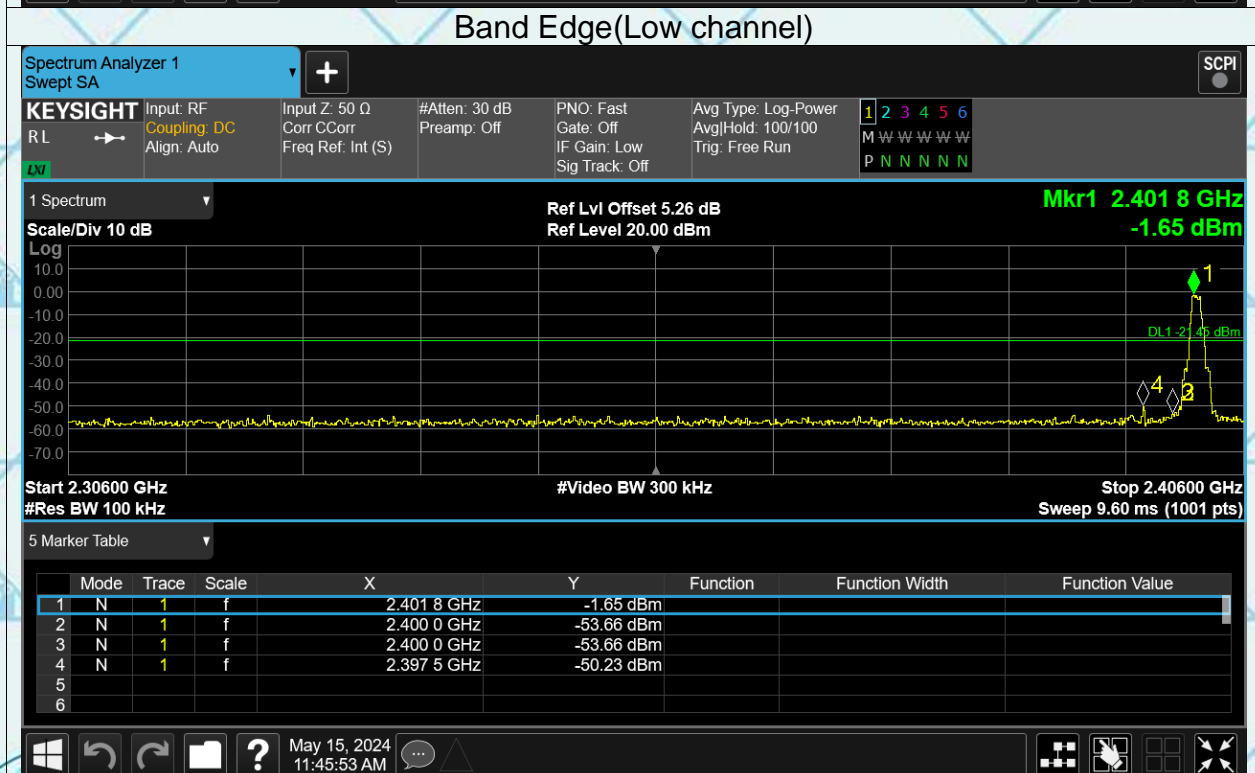 Band Edge(Low channel)
Spectrum Analyzer 1
Swept SA
SCPI
KEYSIGHT Input: RF Input Z: 50 Ω #Atten: 30 dB PNO: Fast Avg Type: Log-Power 1 2 3 4 5 6
RL Coupling: DC Corr CCorr Preamp: Off Gate: Off Avg|Hold: 100/100 M W W W W W
Align: Auto Freq Ref: Int (S) IF Gain: Low Trig: Free Run
LXI Sig Track: Off P N N N N N
1 Spectrum Ref Lvl Offset 5.26 dB Mkr1 2.401 8 GHz
Scale/Div 10 dB Ref Level 20.00 dBm -1.65 dBm
Log
10.0 1
0.00
-10.0
-20.0 DL1 -21.45 dBm
-30.0
-40.0 4
-50.0
-60.0
-70.0
Start 2.30600 GHz #Video BW 300 kHz Stop 2.40600 GHz
#Res BW 100 kHz Sweep 9.60 ms (1001 pts)
5 Marker Table
Mode Trace Scale X Y Function Function Width Function Value
1 N 1 f 2.401 8 GHz -1.65 dBm
2 N 1 f 2.400 0 GHz -53.66 dBm
3 N 1 f 2.400 0 GHz -53.66 dBm
4 N 1 f 2.397 5 GHz -50.23 dBm
5
6
? May 15, 2024
11:45:53 AM